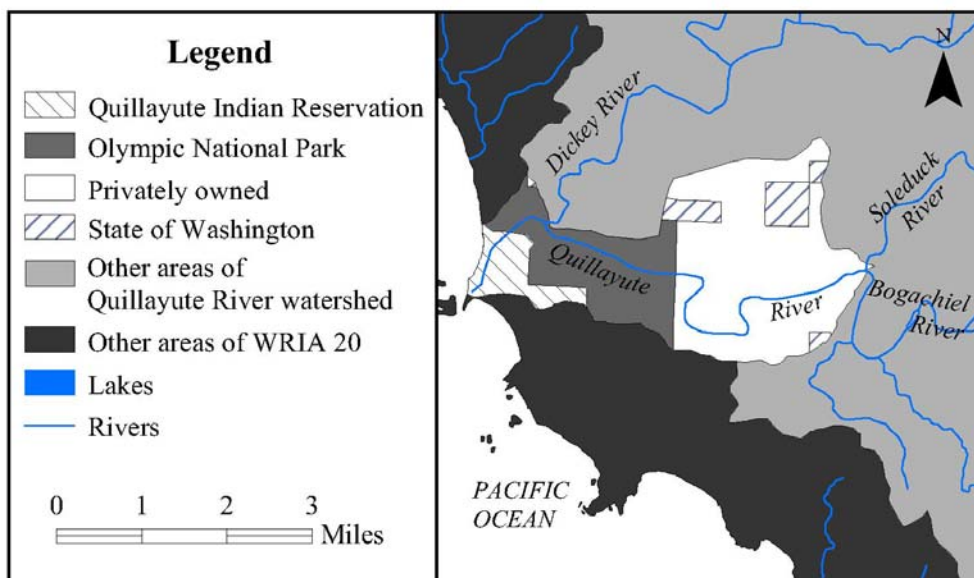 Legend
Quillayute Indian Reservation
Olympic National Park
Privately owned
State of Washington
Other areas of
Quillayute River watershed
Other areas of WRIA 20
Lakes
Rivers
0 1 2 3
Miles
N
Dickey River
Soleduck
River
Quillayute
River
Bogachiel
River
PACIFIC
OCEAN